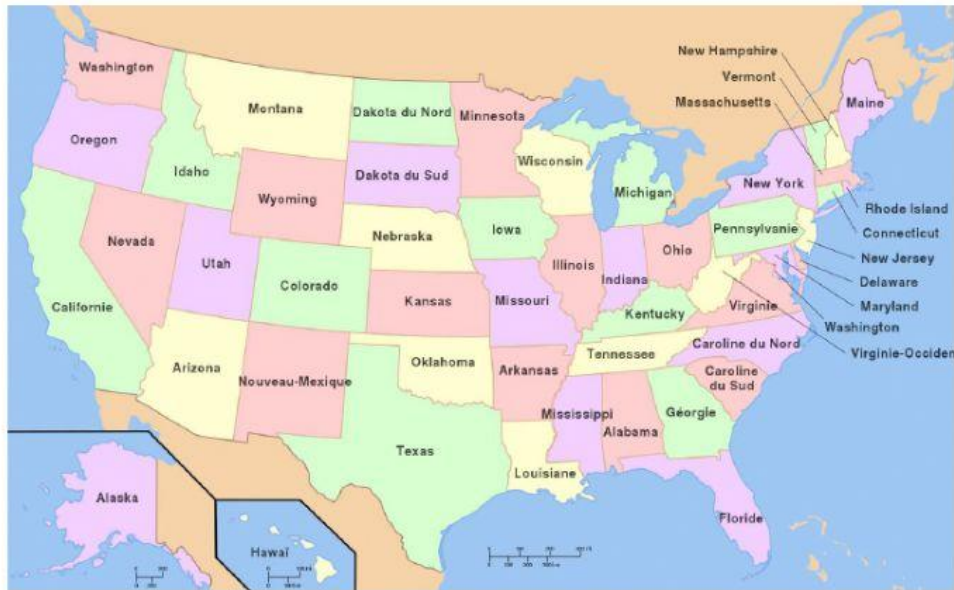 New Hampshire
Vermont
Massachusetts
Washington
Montana
Dakota du Nord
Minnesota
Maine
Oregon
Idaho
Wisconsin
Dakota du Sud
Michigan
New York
Wyoming
Rhode Island
Connecticut
Nebraska
Iowa
Pennsylvanie
New Jersey
Nevada
Utah
Colorado
Illinois
Indiana
Ohio
Delaware
Californie
Kansas
Missouri
Kentucky
Virginie
Maryland
Washington
Caroline du Nord
Virginie-Occiden
Arizona
Nouveau-Mexique
Oklahoma
Arkansas
Tennessee
Caroline
du Sud
Mississippi
Alabama
Géorgie
Texas
Louisiane
Alaska
Floride
Hawaï